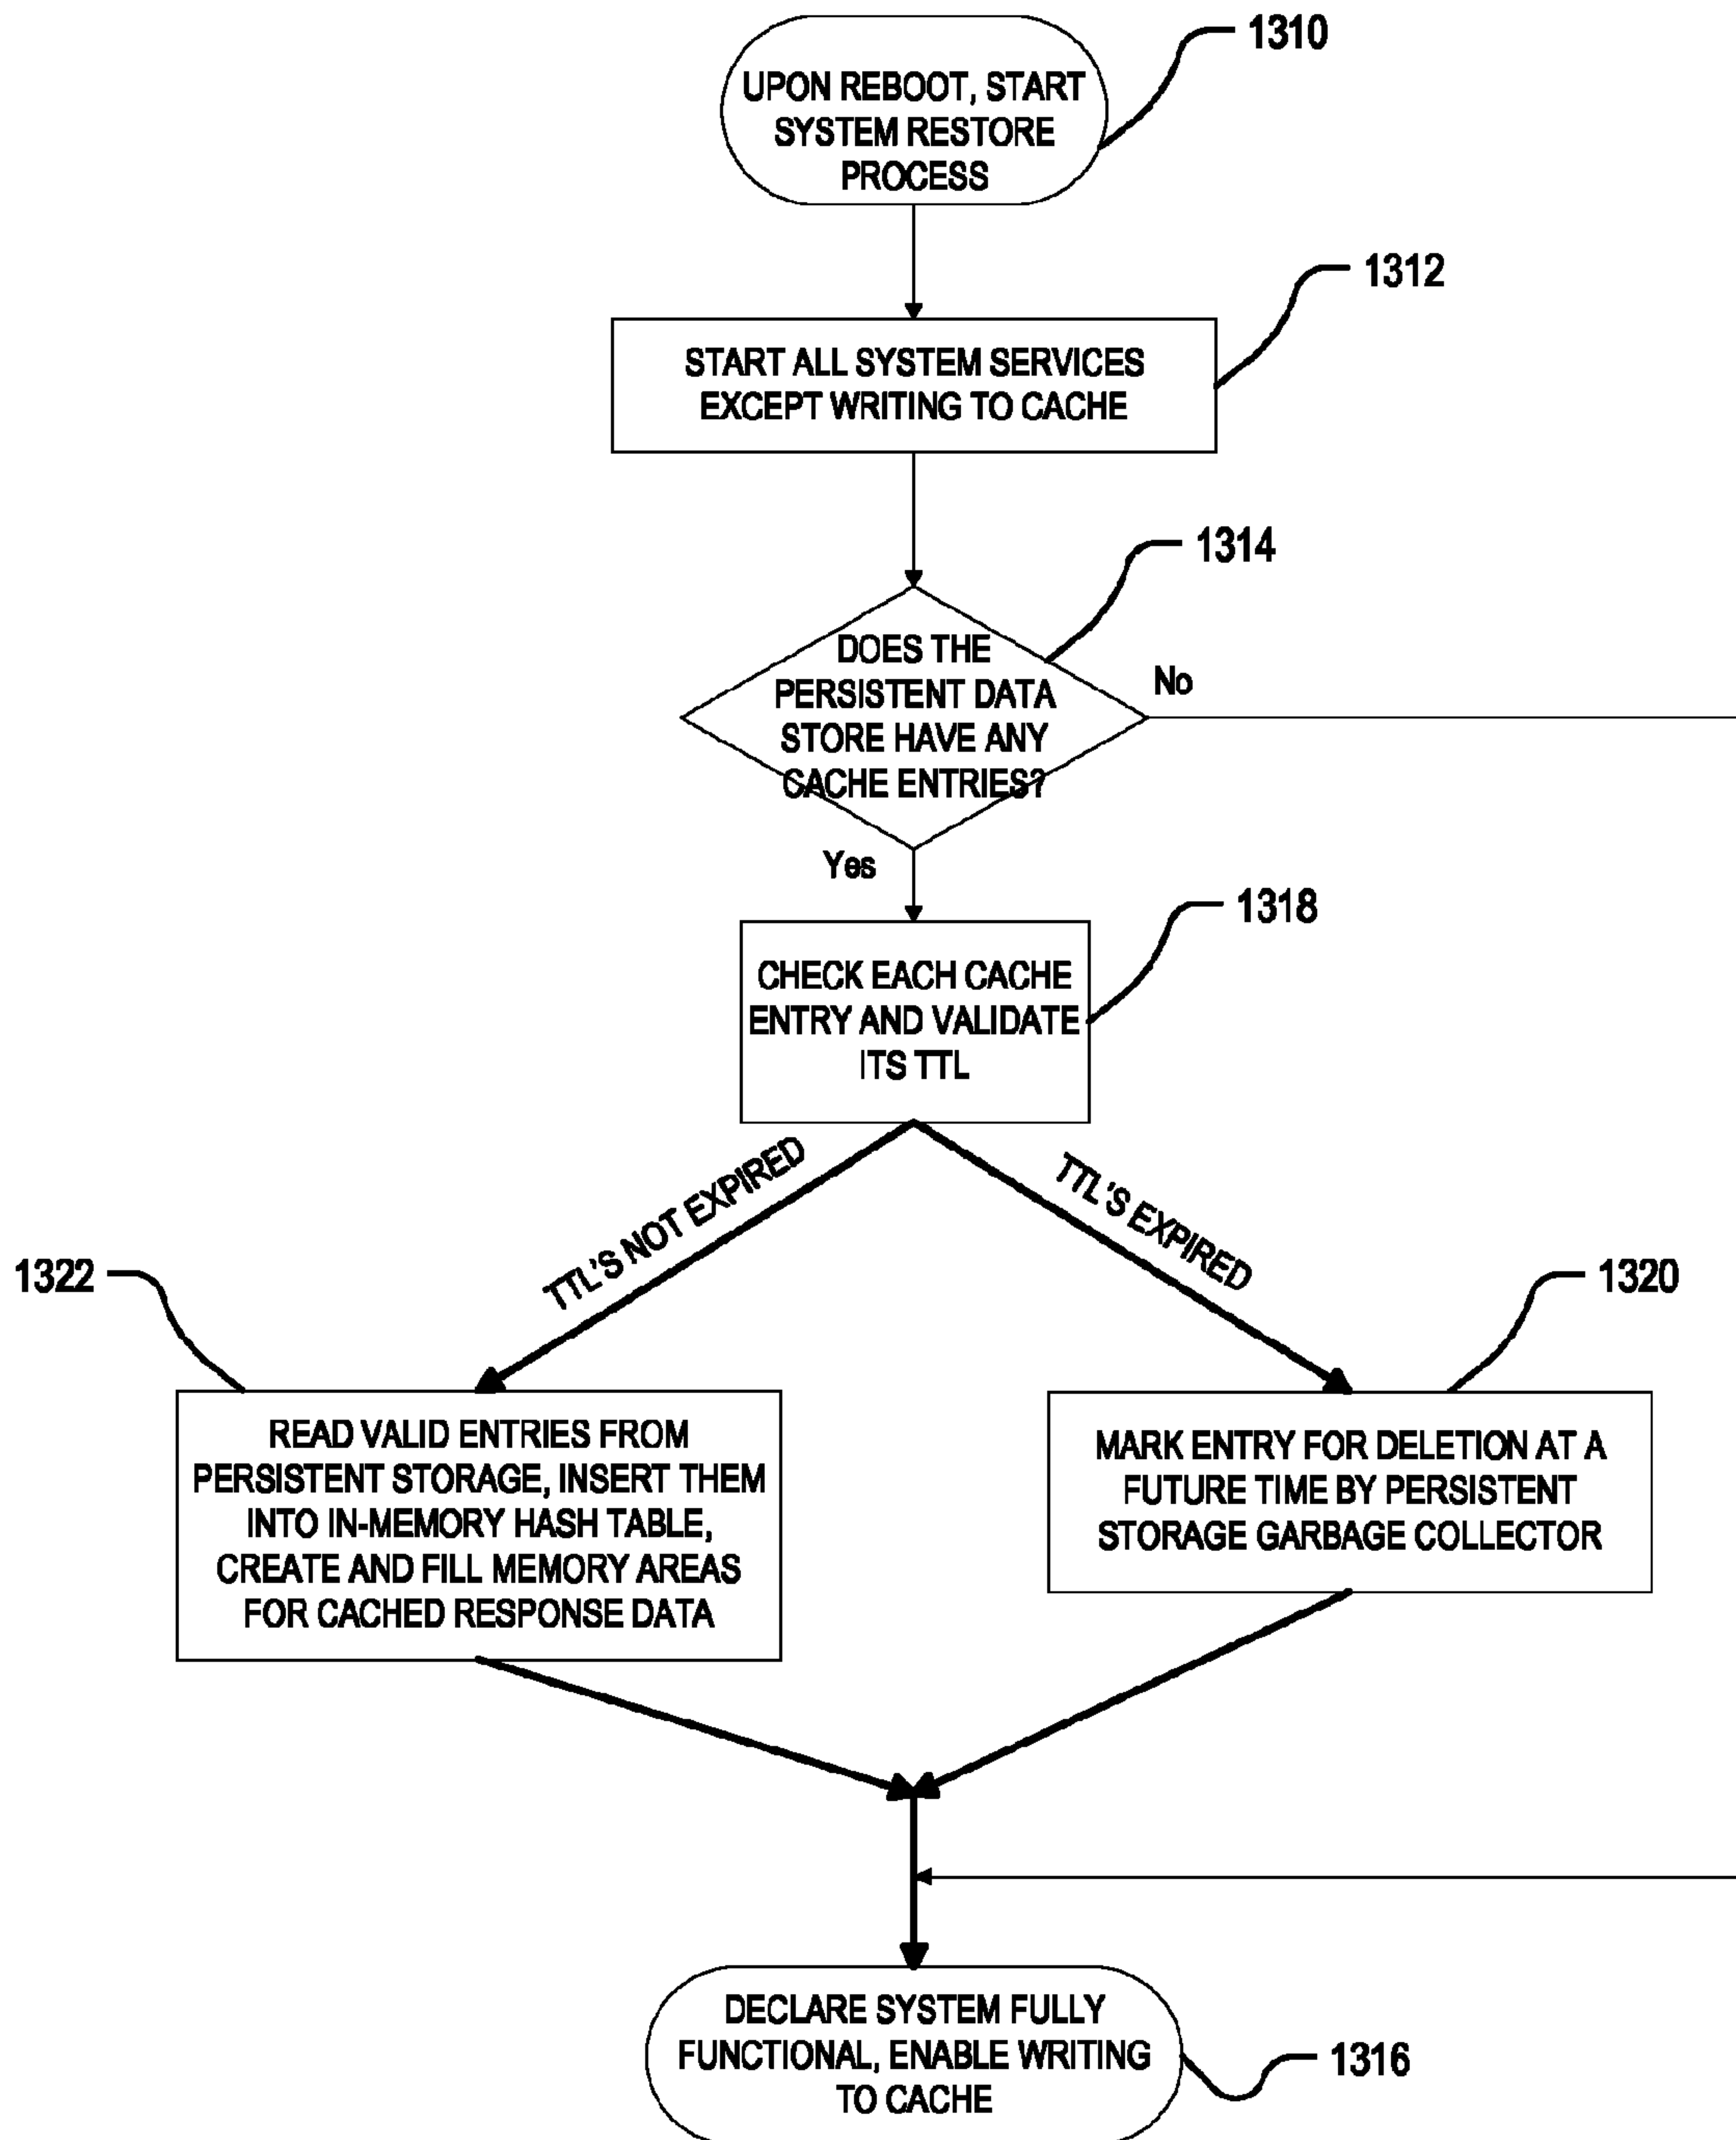 1310
UPON REBOOT, START
SYSTEM RESTORE
PROCESS
1312
START ALL SYSTEM SERVICES
EXCEPT WRITING TO CACHE
1314
DOES THE
PERSISTENT DATA
STORE HAVE ANY
CACHE ENTRIES?
No
Yes
1318
CHECK EACH CACHE
ENTRY AND VALIDATE
ITS TTL
TTL'S NOT EXPIRED
TTL'S EXPIRED
1322
1320
READ VALID ENTRIES FROM
PERSISTENT STORAGE, INSERT THEM
INTO IN-MEMORY HASH TABLE,
CREATE AND FILL MEMORY AREAS
FOR CACHED RESPONSE DATA
MARK ENTRY FOR DELETION AT A
FUTURE TIME BY PERSISTENT
STORAGE GARBAGE COLLECTOR
DECLARE SYSTEM FULLY
FUNCTIONAL, ENABLE WRITING
TO CACHE
1316